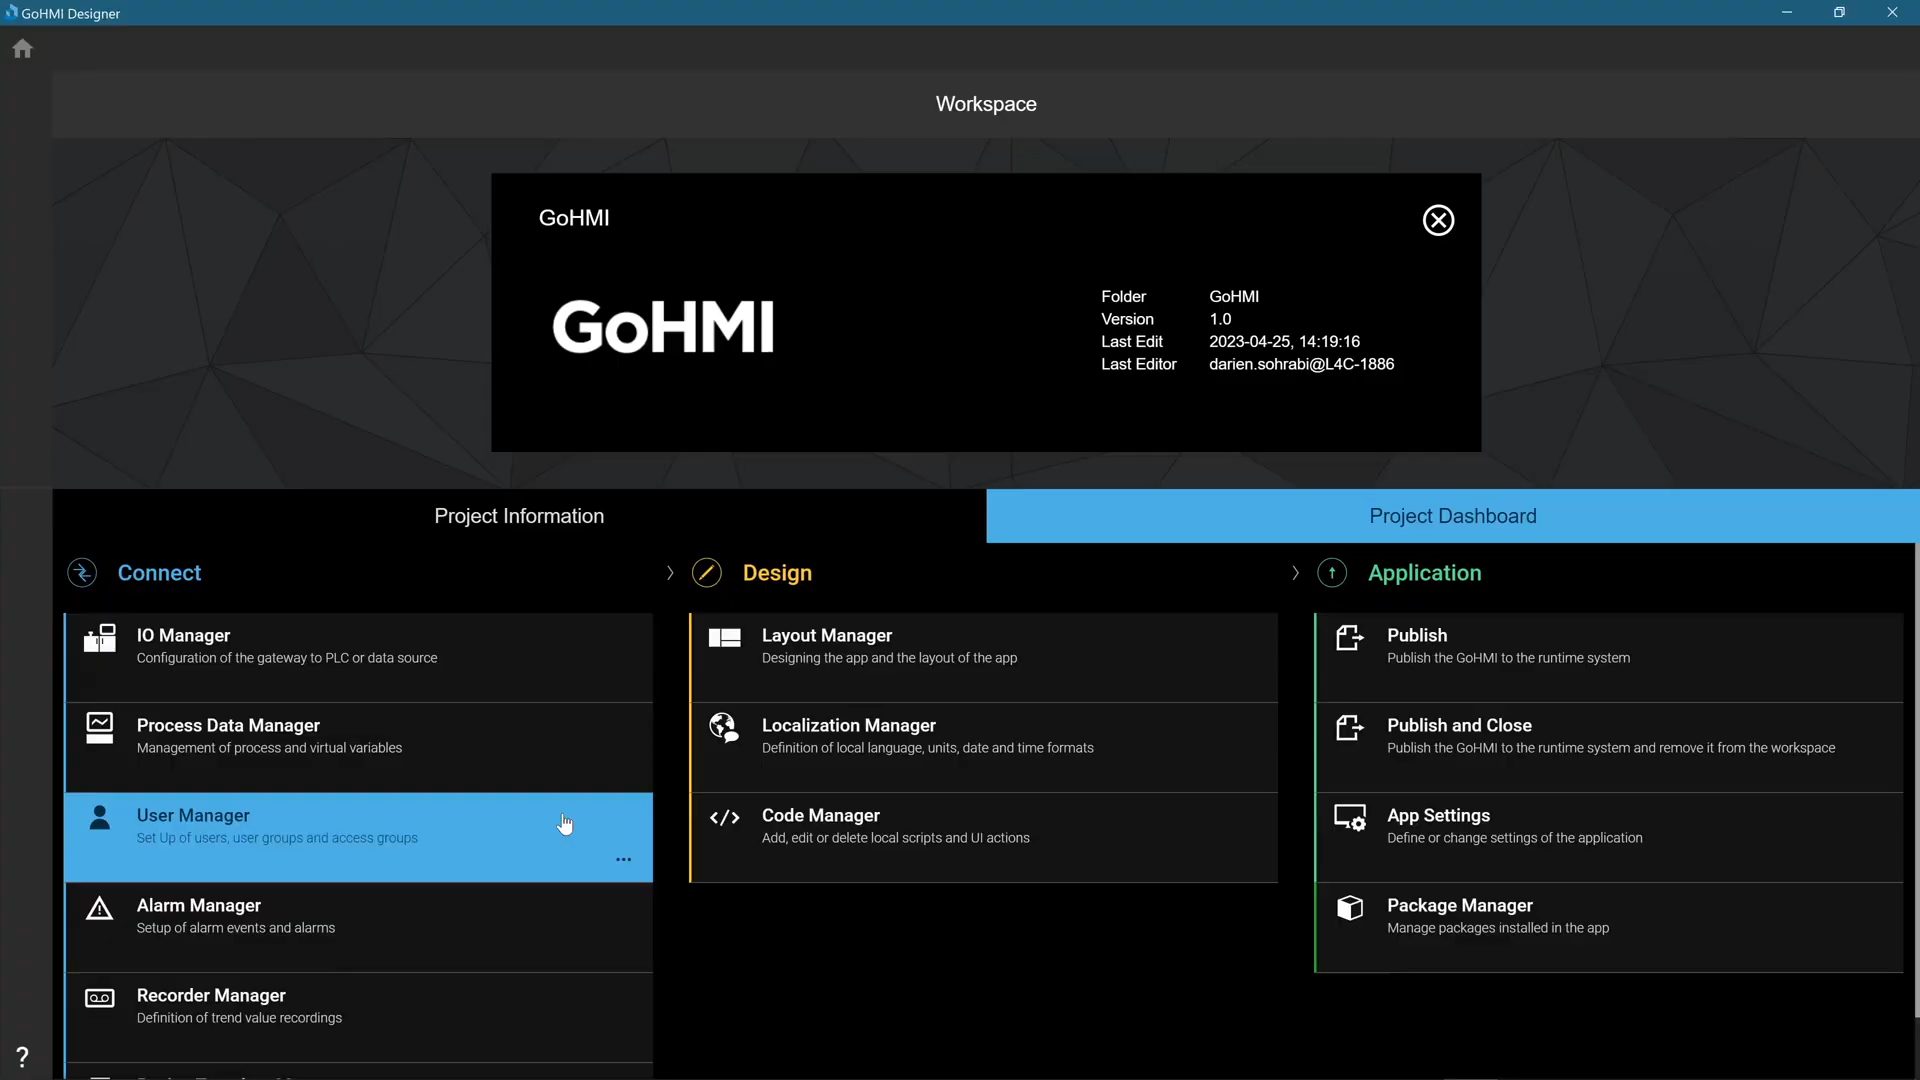 GoHMI Designer
Workspace
GoHMI
GoHMI
Folder GoHMI
Version 1.0
Last Edit 2023-04-25, 14:19:16
Last Editor darien.sohrabi@L4C-1886
Project Information
Project Dashboard
Connect
IO Manager
Configuration of the gateway to PLC or data source
Process Data Manager
Management of process and virtual variables
User Manager
Set Up of users, user groups and access groups
...
Alarm Manager
Setup of alarm events and alarms
Recorder Manager
Definition of trend value recordings
Design
Layout Manager
Designing the app and the layout of the app
Localization Manager
Definition of local language, units, date and time formats
Code Manager
Add, edit or delete local scripts and UI actions
Application
Publish
Publish the GoHMI to the runtime system
Publish and Close
Publish the GoHMI to the runtime system and remove it from the workspace
App Settings
Define or change settings of the application
Package Manager
Manage packages installed in the app
?